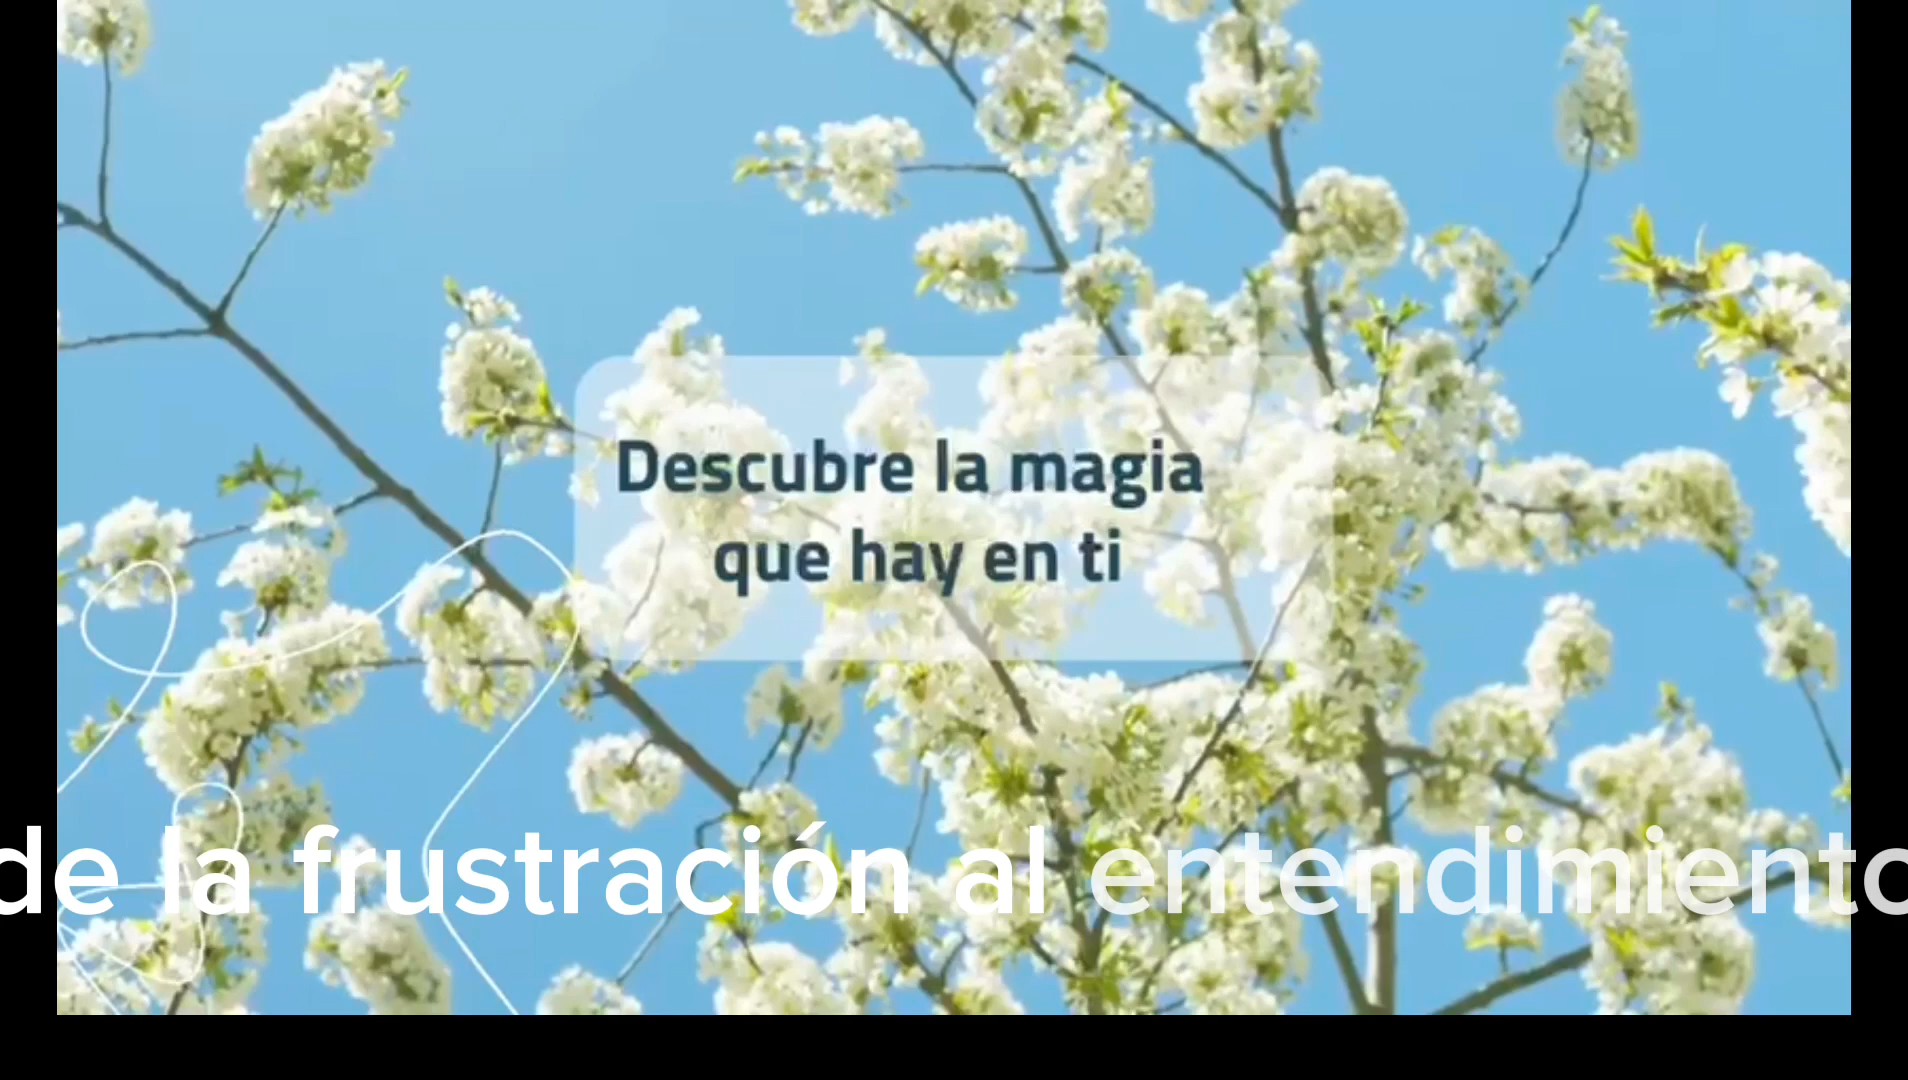 Descubre la magia
que hay en ti
de la frustración al entendimiento